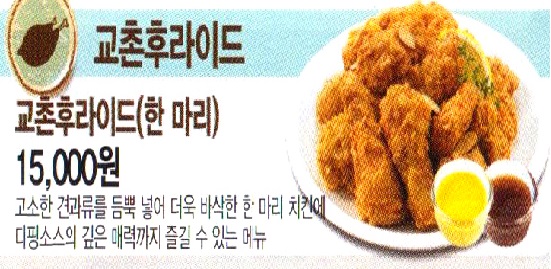 교촌후라이드
교촌후라이드(한 마리)
15,000원
고소한 견과류를 듬뿍 넣어 더욱 바삭한 한 마리 치킨에
디핑소스의 깊은 매력까지 즐길 수 있는 메뉴